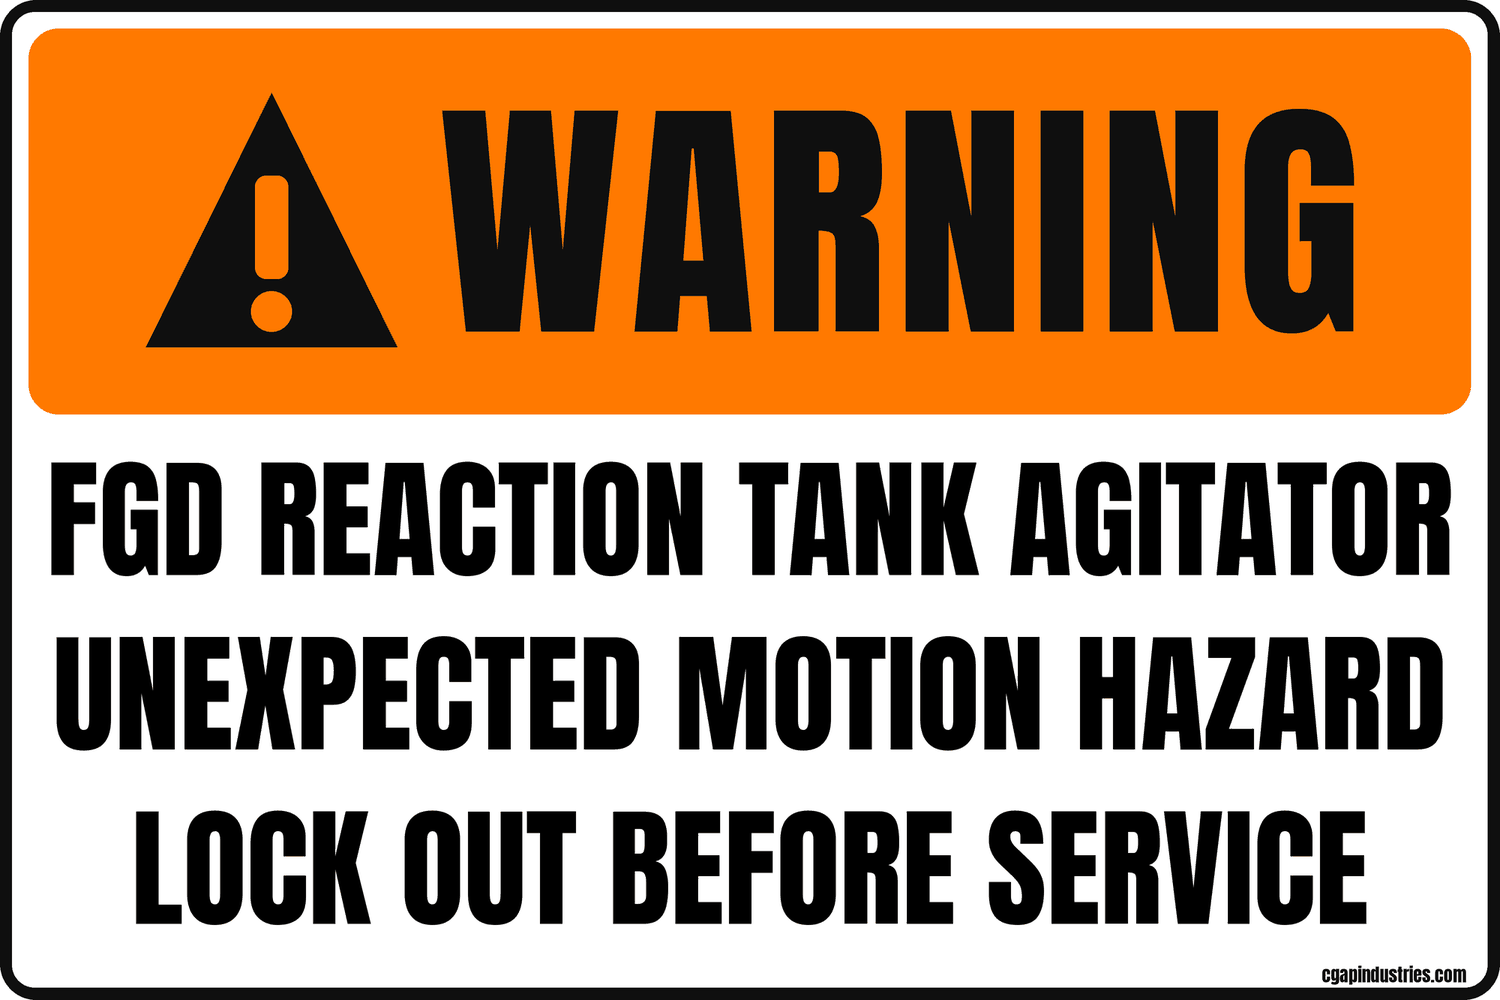 WARNING
FGD REACTION TANK AGITATOR
UNEXPECTED MOTION HAZARD
LOCK OUT BEFORE SERVICE
cgapindustries.com